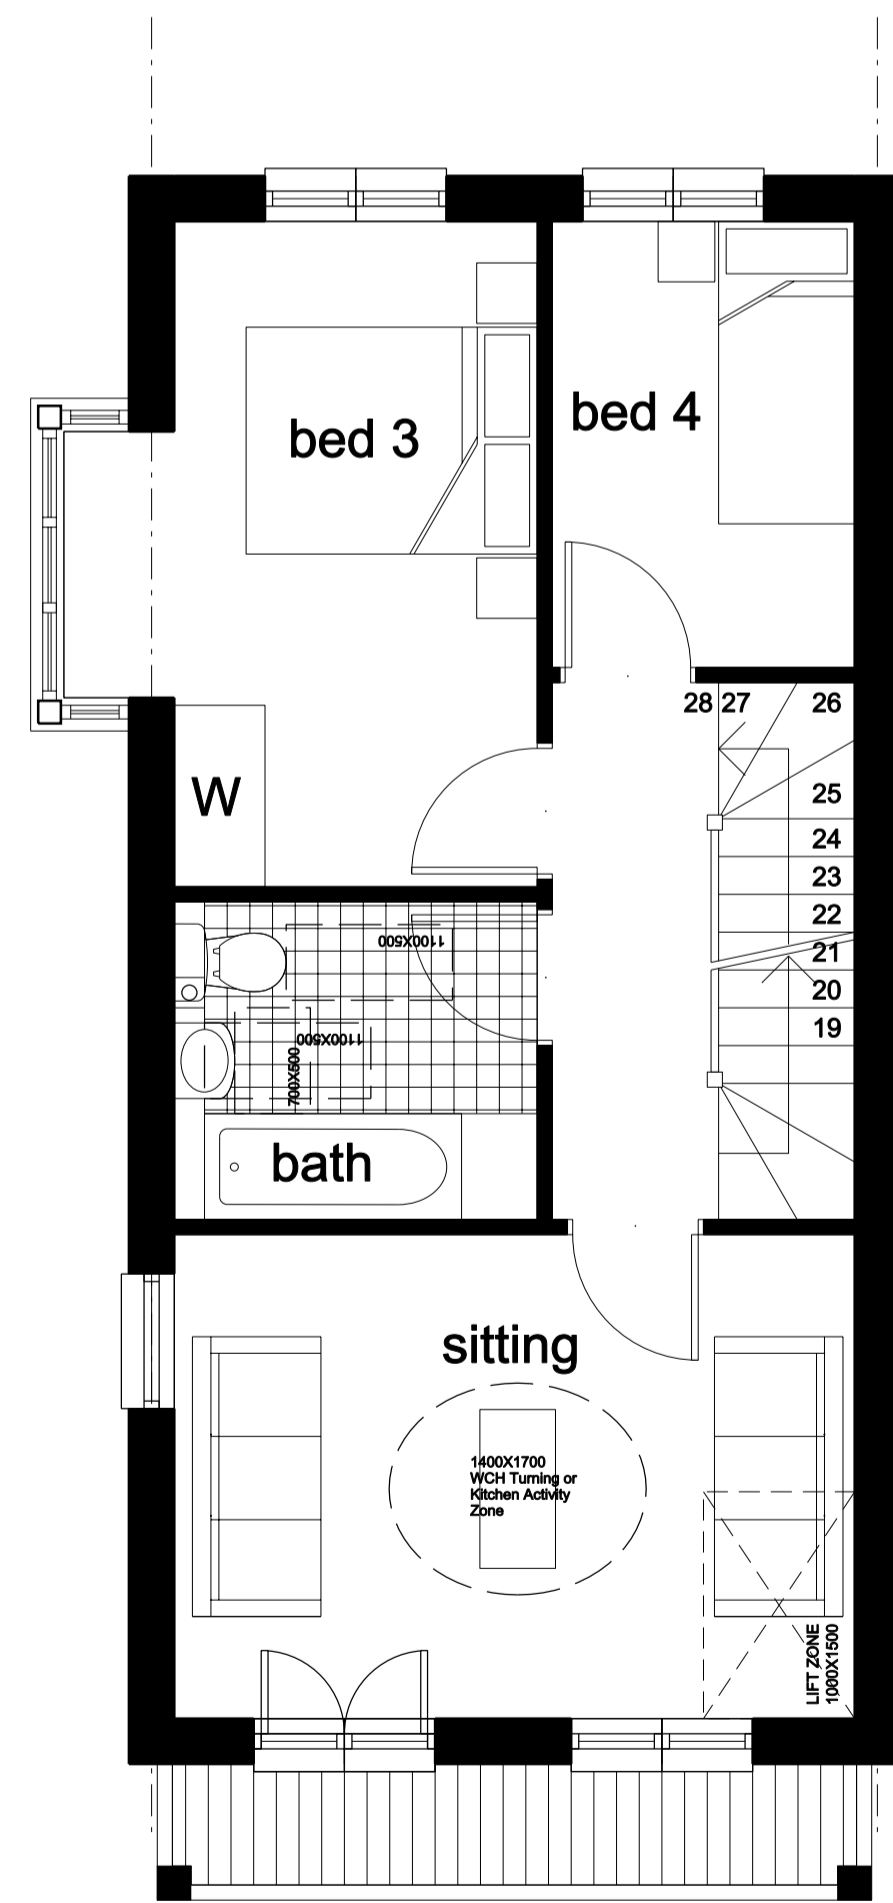 bed 3
bed 4
28 27 26
25
24
23
22
21
20
19
W
1100X500
1100X500
700X500
bath
sitting
1400X1700
WCH Turning or
Kitchen Activity
Zone
LIFT ZONE
1000X1500